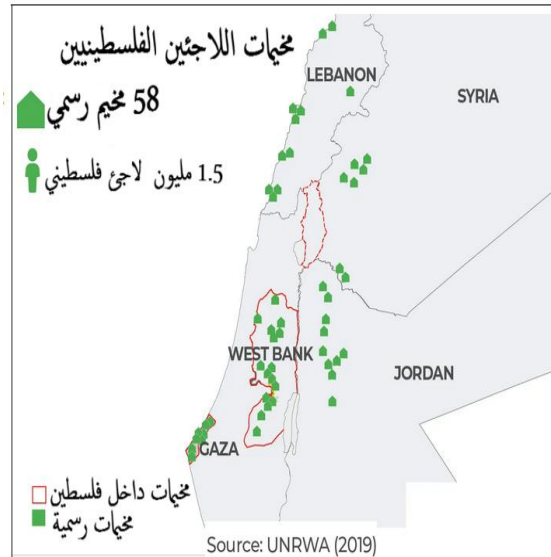 مخيمات اللاجئين الفلسطينيين
58 مخيم رسمي
1.5 مليون لاجئ فلسطيني
LEBANON
SYRIA
WEST BANK
JORDAN
GAZA
مخيمات داخل فلسطين
مخيمات رسمية
Source: UNRWA (2019)